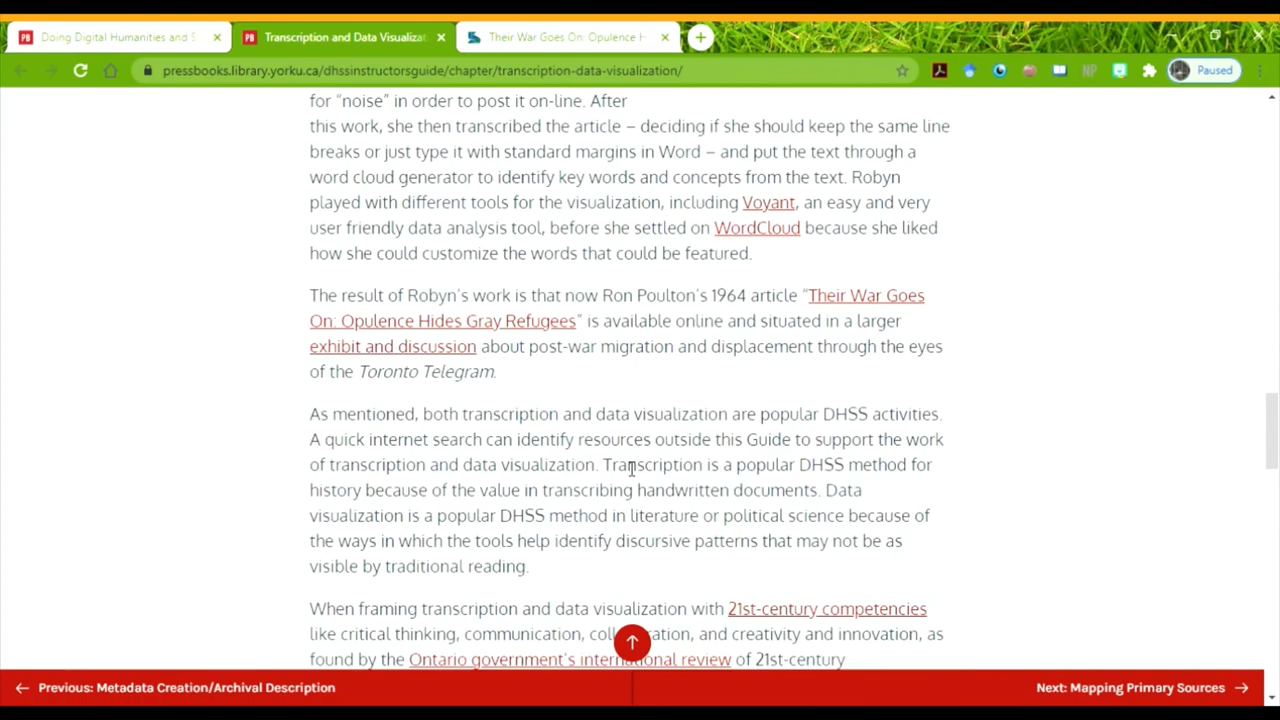 Doing Digital Humanities and S
Transcription and Data Visualizat
Their War Goes On: Opulence H
pressbooks.library.yorku.ca/dhssinstructorsguide/chapter/transcription-data-visualization/
Paused
for “noise” in order to post it on-line. After
this work, she then transcribed the article – deciding if she should keep the same line
breaks or just type it with standard margins in Word – and put the text through a
word cloud generator to identify key words and concepts from the text. Robyn
played with different tools for the visualization, including Voyant, an easy and very
user friendly data analysis tool, before she settled on WordCloud because she liked
how she could customize the words that could be featured.
The result of Robyn’s work is that now Ron Poulton’s 1964 article “Their War Goes
On: Opulence Hides Gray Refugees” is available online and situated in a larger
exhibit and discussion about post-war migration and displacement through the eyes
of the Toronto Telegram.
As mentioned, both transcription and data visualization are popular DHSS activities.
A quick internet search can identify resources outside this Guide to support the work
of transcription and data visualization. Transcription is a popular DHSS method for
history because of the value in transcribing handwritten documents. Data
visualization is a popular DHSS method in literature or political science because of
the ways in which the tools help identify discursive patterns that may not be as
visible by traditional reading.
When framing transcription and data visualization with 21st-century competencies
like critical thinking, communication, collaboration, and creativity and innovation, as
found by the Ontario government’s international review of 21st-century
Previous: Metadata Creation/Archival Description
Next: Mapping Primary Sources